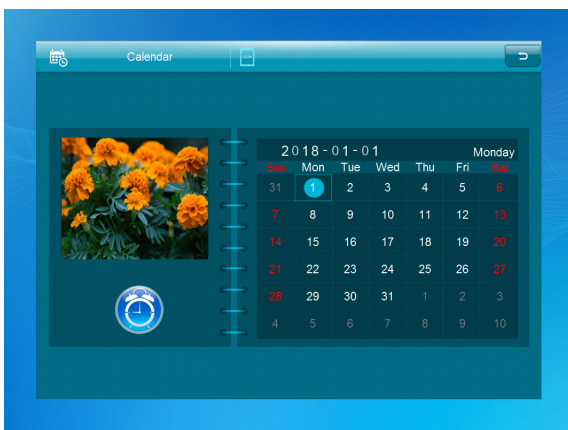 Calendar
2018-01-01 Monday
Sun Mon Tue Wed Thu Fri Sat
31 1 2 3 4 5 6
7 8 9 10 11 12 13
14 15 16 17 18 19 20
21 22 23 24 25 26 27
28 29 30 31 1 2 3
4 5 6 7 8 9 10